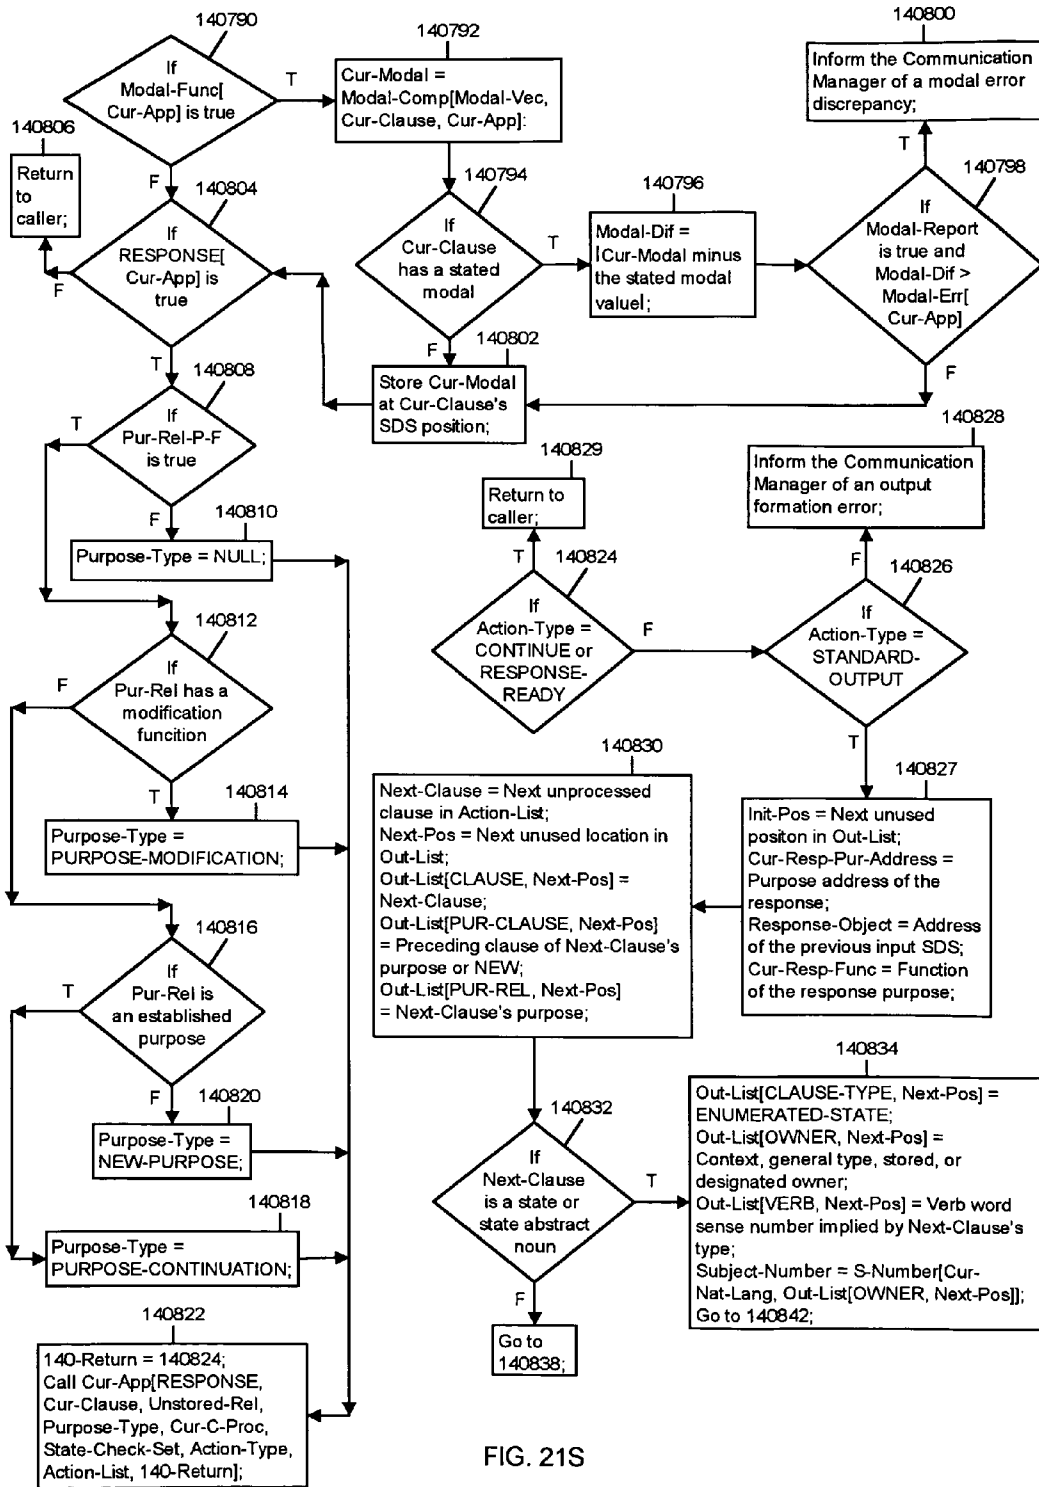 140790
If
Modal-Func[
Cur-App] is true
T
F
140792
Cur-Modal =
Modal-Comp[Modal-Vec,
Cur-Clause, Cur-App]:
140800
Inform the Communication
Manager of a modal error
discrepancy;
140806
Return
to
caller;
140804
If
RESPONSE[
Cur-App] is
true
F
T
140794
If
Cur-Clause
has a stated
modal
T
F
140796
Modal-Dif =
|Cur-Modal minus
the stated modal
value|;
140798
If
Modal-Report
is true and
Modal-Dif >
Modal-Err[
Cur-App]
T
F
140802
Store Cur-Modal
at Cur-Clause's
SDS position;
140808
If
Pur-Rel-P-F
is true
T
F
140810
Purpose-Type = NULL;
140812
If
Pur-Rel has a
modification
funcition
F
T
140814
Purpose-Type =
PURPOSE-MODIFICATION;
140816
If
Pur-Rel is
an established
purpose
T
F
140820
Purpose-Type =
NEW-PURPOSE;
140818
Purpose-Type =
PURPOSE-CONTINUATION;
140822
140-Return = 140824;
Call Cur-App[RESPONSE,
Cur-Clause, Unstored-Rel,
Purpose-Type, Cur-C-Proc,
State-Check-Set, Action-Type,
Action-List, 140-Return];
140829
Return to
caller;
140824
If
Action-Type =
CONTINUE or
RESPONSE-
READY
T
F
140828
Inform the Communication
Manager of an output
formation error;
140826
If
Action-Type =
STANDARD-
OUTPUT
F
T
140827
Init-Pos = Next unused
positon in Out-List;
Cur-Resp-Pur-Address =
Purpose address of the
response;
Response-Object = Address
of the previous input SDS;
Cur-Resp-Func = Function
of the response purpose;
140830
Next-Clause = Next unprocessed
clause in Action-List;
Next-Pos = Next unused location in
Out-List;
Out-List[CLAUSE, Next-Pos] =
Next-Clause;
Out-List[PUR-CLAUSE, Next-Pos]
= Preceding clause of Next-Clause's
purpose or NEW;
Out-List[PUR-REL, Next-Pos]
= Next-Clause's purpose;
140832
If
Next-Clause
is a state or
state abstract
noun
T
F
140834
Out-List[CLAUSE-TYPE, Next-Pos] =
ENUMERATED-STATE;
Out-List[OWNER, Next-Pos] =
Context, general type, stored, or
designated owner;
Out-List[VERB, Next-Pos] = Verb word
sense number implied by Next-Clause's
type;
Subject-Number = S-Number[Cur-
Nat-Lang, Out-List[OWNER, Next-Pos]];
Go to 140842;
Go to
140838;
FIG. 21S